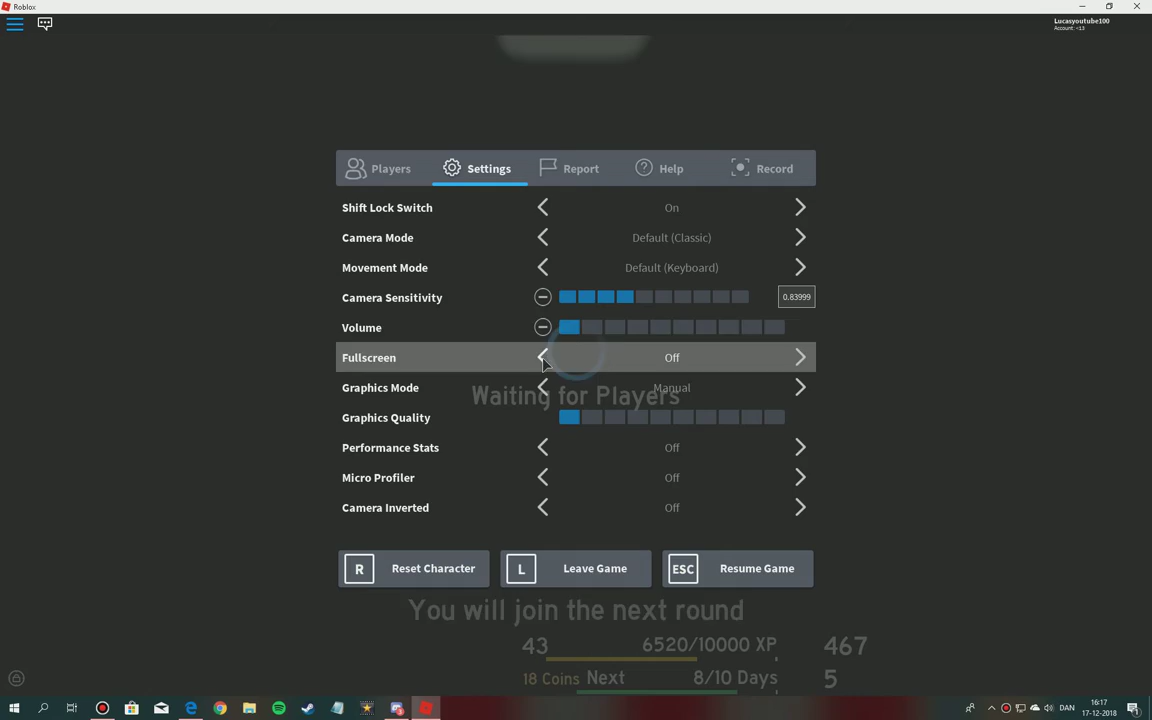 Roblox
Lucasyoutube100
Account: <13
Players
Settings
Report
Help
Record
Shift Lock Switch
On
Camera Mode
Default (Classic)
Movement Mode
Default (Keyboard)
Camera Sensitivity
0.83999
Volume
Fullscreen
Off
Waiting for Players
Graphics Mode
Manual
Graphics Quality
Performance Stats
Off
Micro Profiler
Off
Camera Inverted
Off
R
Reset Character
L
Leave Game
ESC
Resume Game
You will join the next round
43
6520/10000 XP
467
18 Coins
Next
8/10 Days
5
DAN
16:17
17-12-2018